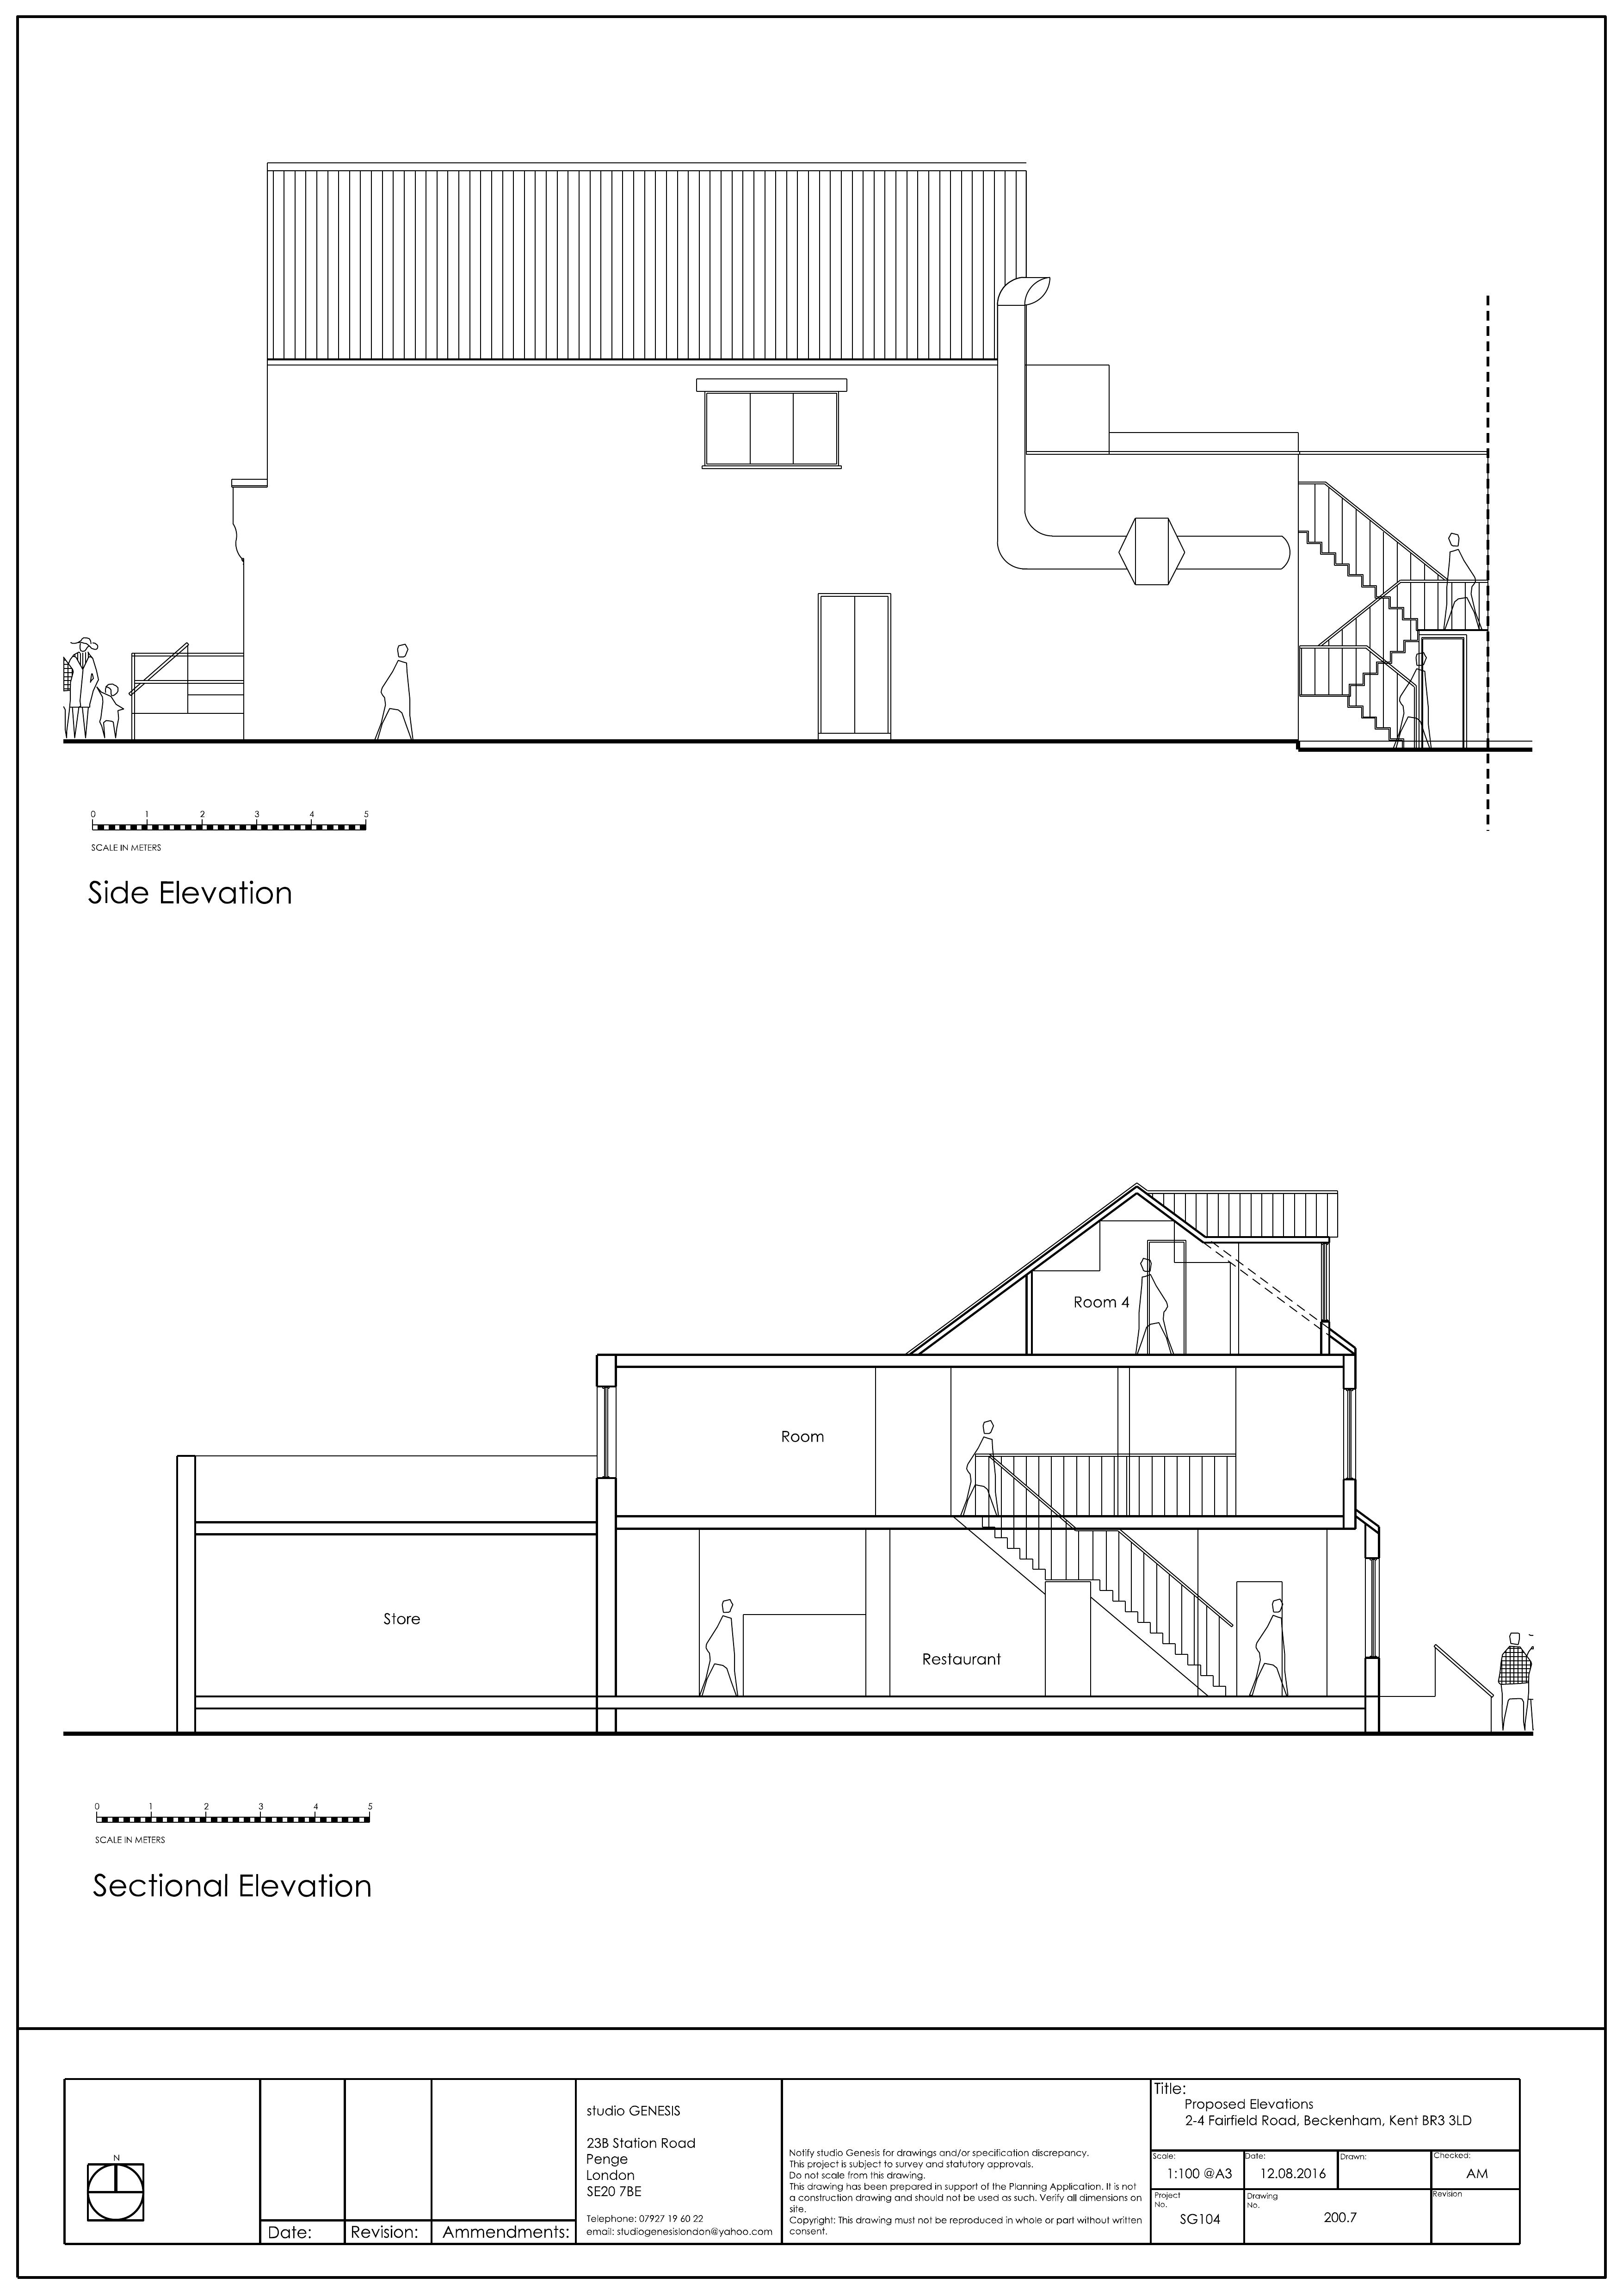 0 1 2 3 4 5
SCALE IN METERS
Side Elevation
Room 4
Room
Store
Restaurant
0 1 2 3 4 5
SCALE IN METERS
Sectional Elevation
N
Date: Revision: Ammendments:
studio GENESIS
23B Station Road
Penge
London
SE20 7BE
Telephone: 07927 19 60 22
email: studiogenesislondon@yahoo.com
Notify studio Genesis for drawings and/or specification discrepancy.
This project is subject to survey and statutory approvals.
Do not scale from this drawing.
This drawing has been prepared in support of the Planning Application. It is not
a construction drawing and should not be used as such. Verify all dimensions on
site.
Copyright: This drawing must not be reproduced in whole or part without written
consent.
Title:
Proposed Elevations
2-4 Fairfield Road, Beckenham, Kent BR3 3LD
Scale: Date: Drawn: Checked:
1:100 @A3 12.08.2016 AM
Project Drawing Revision
No. No.
SG104 200.7